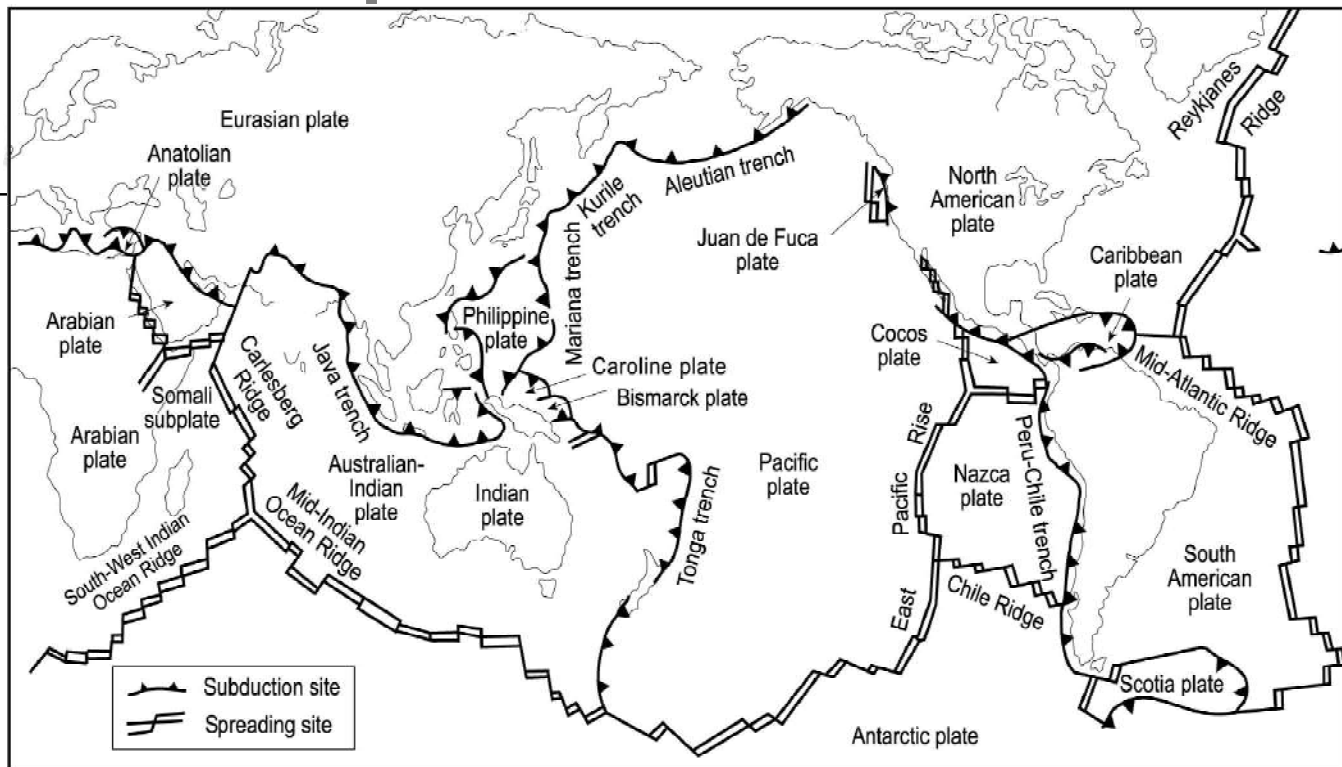 Eurasian plate
Anatolian
plate
Arabian
plate
Arabian
plate
Somali
subplate
Carlesberg
Ridge
Java trench
South-West Indian
Ocean Ridge
Mid-Indian
Ocean Ridge
Australian-
Indian
plate
Indian
plate
Philippine
plate
Mariana trench
Kurile
trench
Aleutian trench
Caroline plate
Bismarck plate
Tonga trench
Pacific
plate
Juan de Fuca
plate
North
American
plate
Reykjanes
Ridge
Caribbean
plate
Cocos
plate
Mid-Atlantic Ridge
East
Pacific
Rise
Nazca
plate
Peru-Chile trench
Chile Ridge
South
American
plate
Scotia plate
Antarctic plate
Subduction site
Spreading site